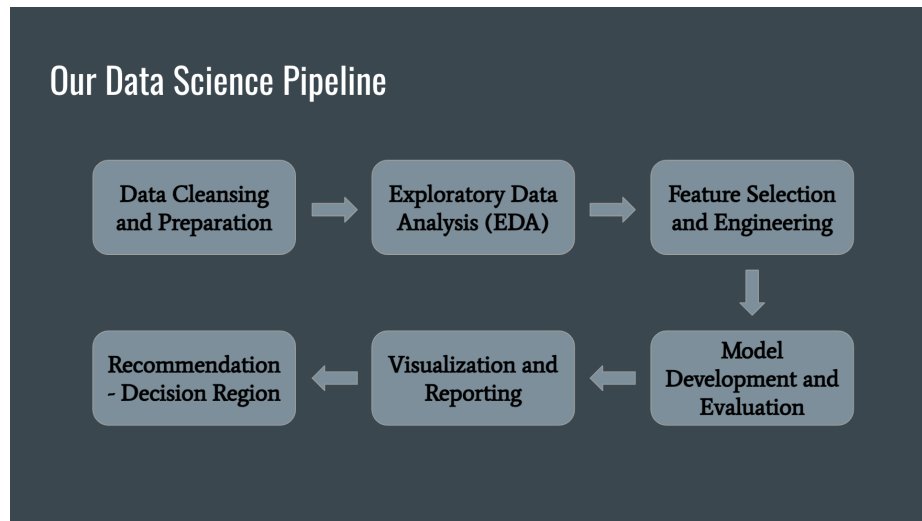 Our Data Science Pipeline
Data Cleansing
and Preparation
Exploratory Data
Analysis (EDA)
Feature Selection
and Engineering
Model
Development and
Evaluation
Visualization and
Reporting
Recommendation
- Decision Region